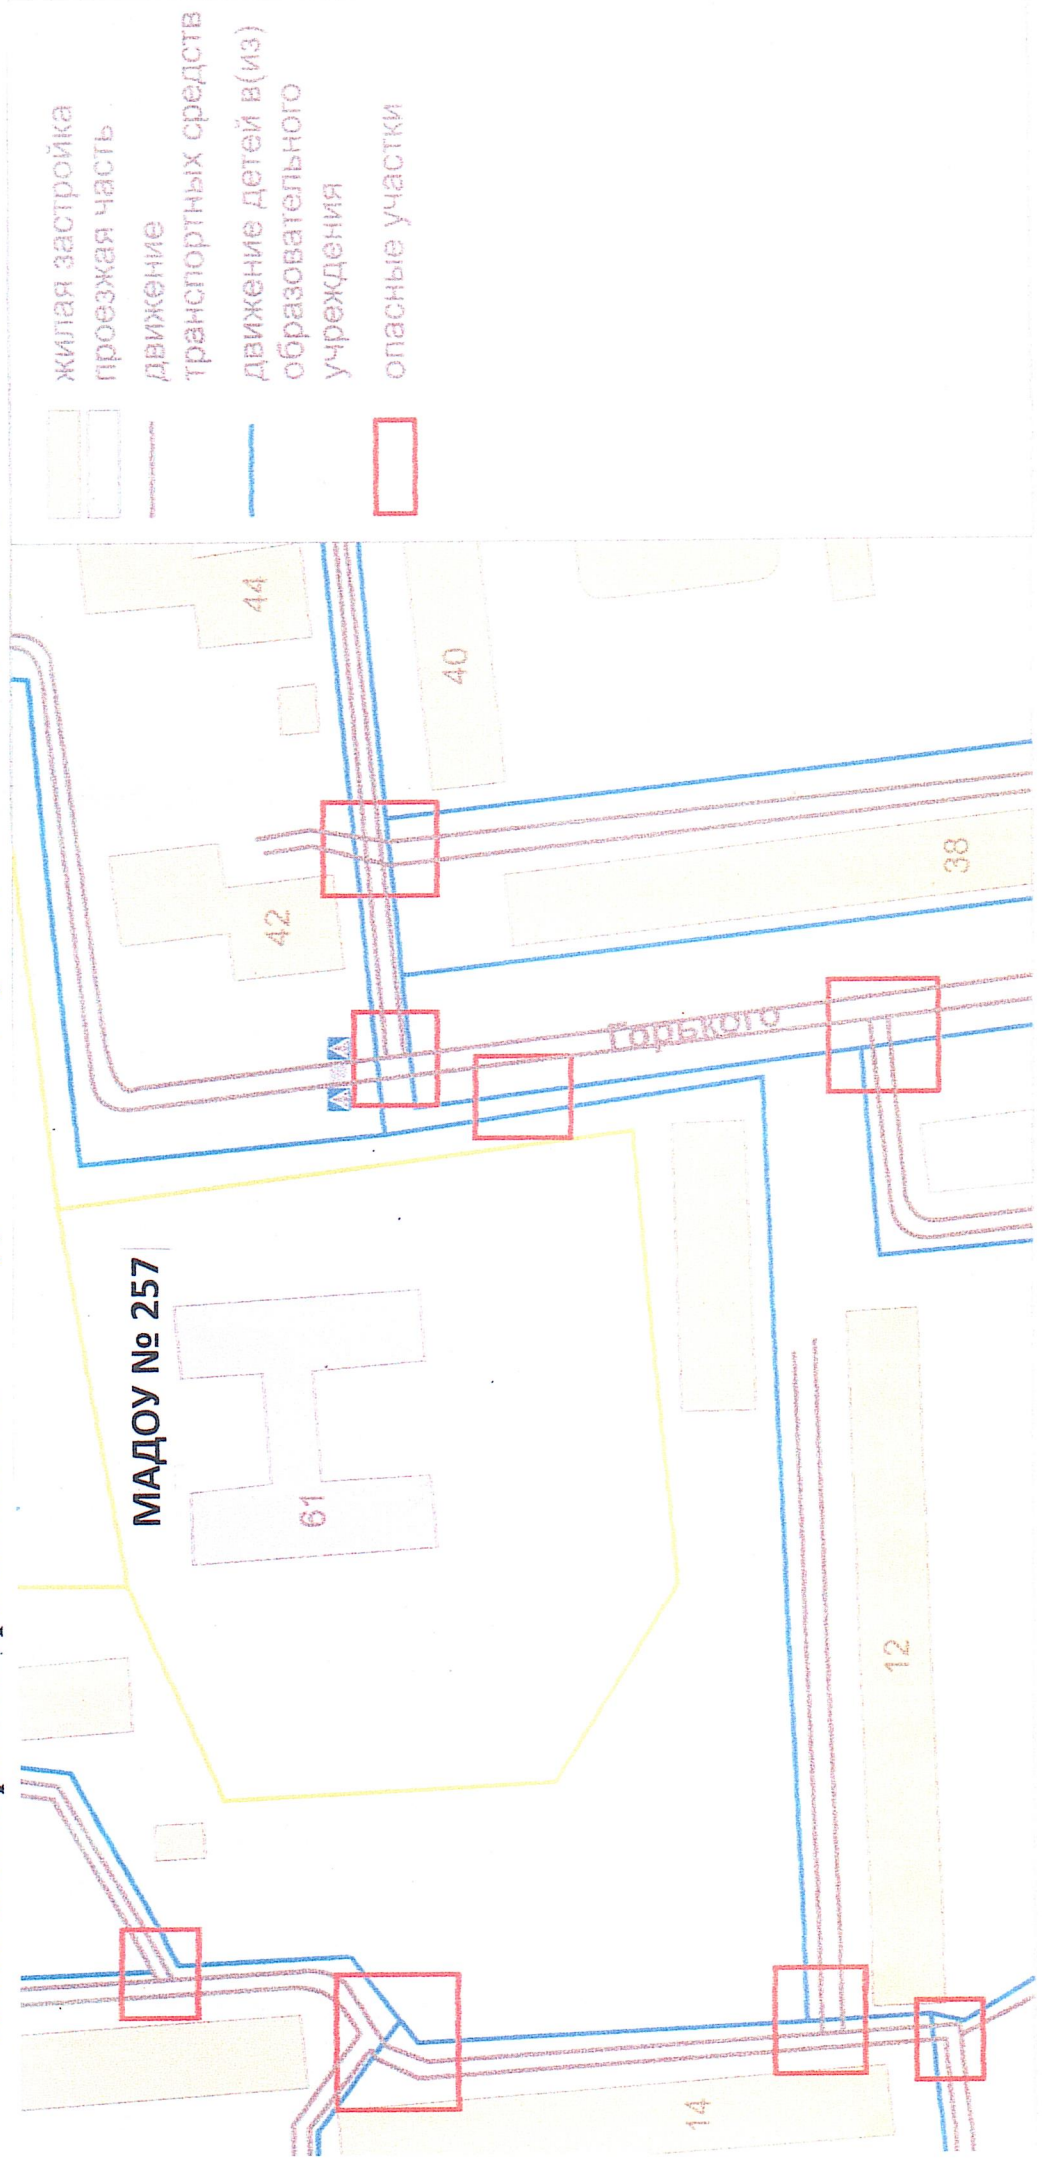 МАДОУ № 257
61
42
44
40
38
Горького
12
14
жилая застройка
проезжая часть
движение
транспортных средств
движение детей в(из)
образовательного
учреждения
опасные участки